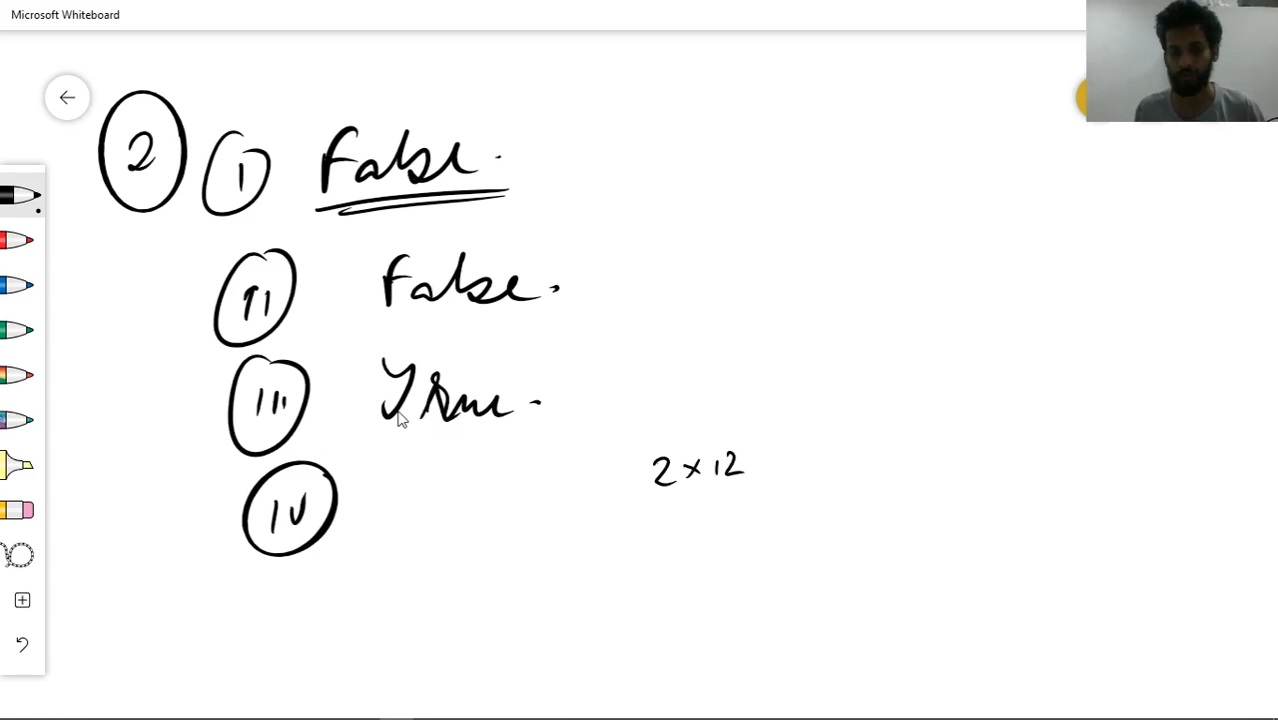 Microsoft Whiteboard
2 I False.
II False.
III True.
2 × 12
IV